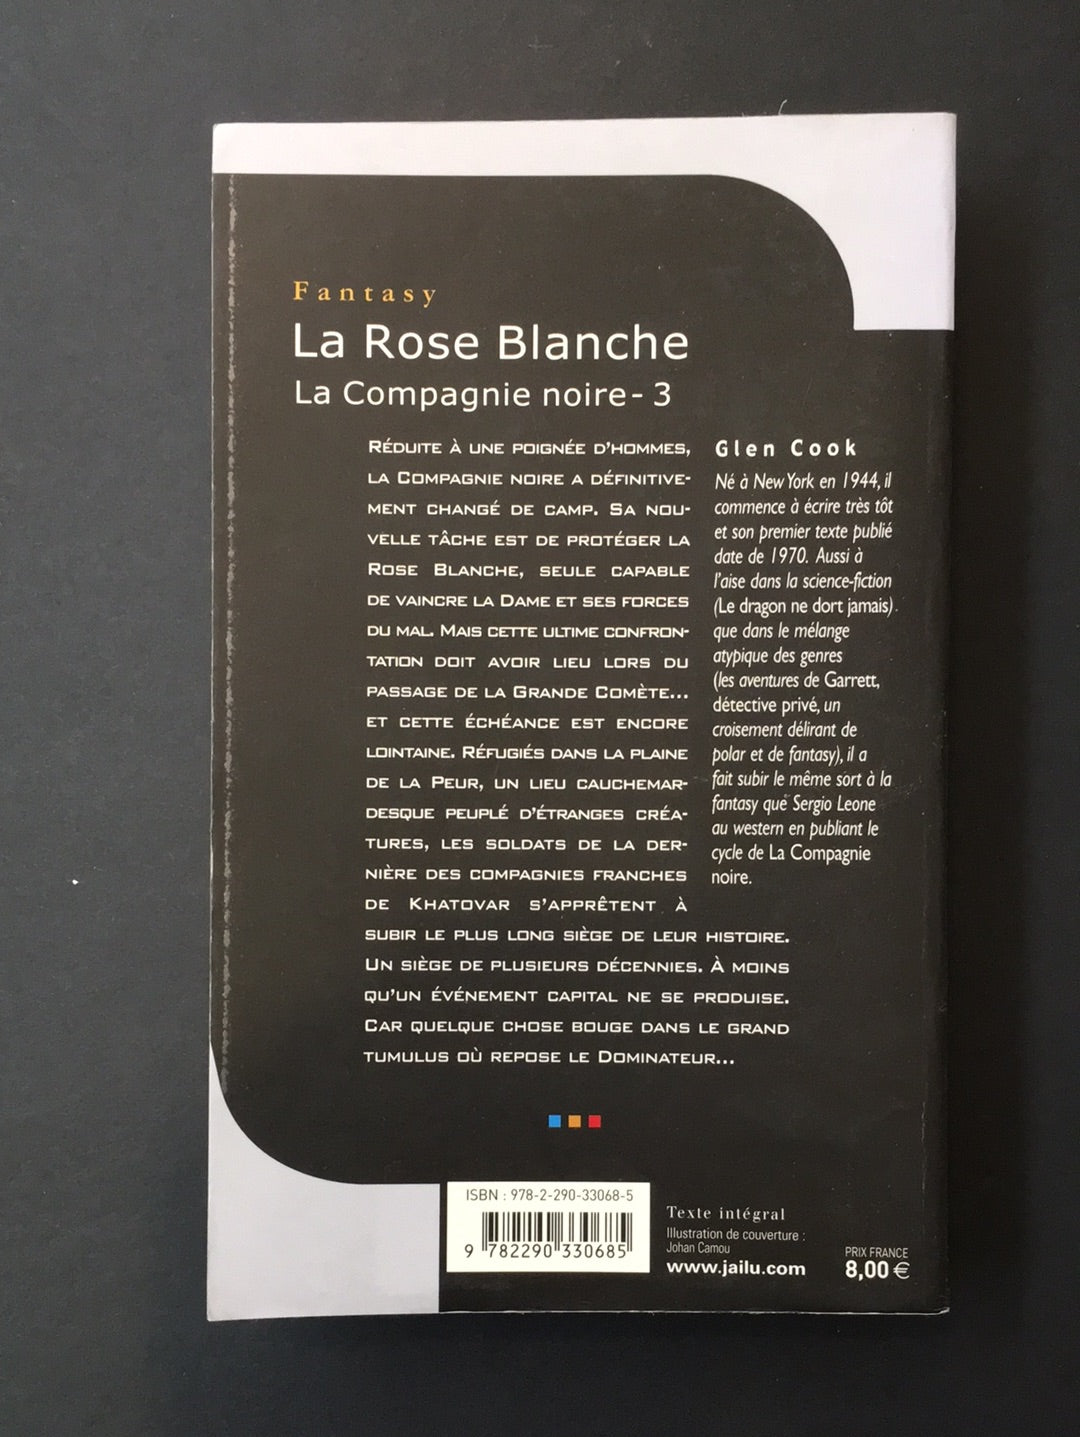 Fantasy
La Rose Blanche
La Compagnie noire - 3
RÉDUITE À UNE POIGNÉE D'HOMMES,
LA COMPAGNIE NOIRE A DÉFINITIVE-
MENT CHANGÉ DE CAMP. SA NOU-
VELLE TÂCHE EST DE PROTÉGER LA
ROSE BLANCHE, SEULE CAPABLE
DE VAINCRE LA DAME ET SES FORCES
DU MAL. MAIS CETTE ULTIME CONFRON-
TATION DOIT AVOIR LIEU LORS DU
PASSAGE DE LA GRANDE COMÈTE...
ET CETTE ÉCHÉANCE EST ENCORE
LOINTAINE. RÉFUGIÉS DANS LA PLAINE
DE LA PEUR, UN LIEU CAUCHEMAR-
DESQUE PEUPLÉ D'ÉTRANGES CRÉA-
TURES, LES SOLDATS DE LA DER-
NIÈRE DES COMPAGNIES FRANCHES
DE KHATOVAR S'APPRÊTENT À
SUBIR LE PLUS LONG SIÈGE DE LEUR HISTOIRE.
UN SIÈGE DE PLUSIEURS DÉCENNIES. À MOINS
QU'UN ÉVÉNEMENT CAPITAL NE SE PRODUISE.
CAR QUELQUE CHOSE BOUGE DANS LE GRAND
TUMULUS OÙ REPOSE LE DOMINATEUR...
Glen Cook
Né à New York en 1944, il
commence à écrire très tôt
et son premier texte publié
date de 1970. Aussi à
l'aise dans la science-fiction
(Le dragon ne dort jamais)
que dans le mélange
atypique des genres
(les aventures de Garrett,
détective privé, un
croisement délirant de
polar et de fantasy), il a
fait subir le même sort à la
fantasy que Sergio Leone
au western en publiant le
cycle de La Compagnie
noire.
ISBN : 978-2-290-33068-5
9 782290 330685
Texte intégral
Illustration de couverture :
Johan Camou
www.jailu.com
PRIX FRANCE
8,00 €